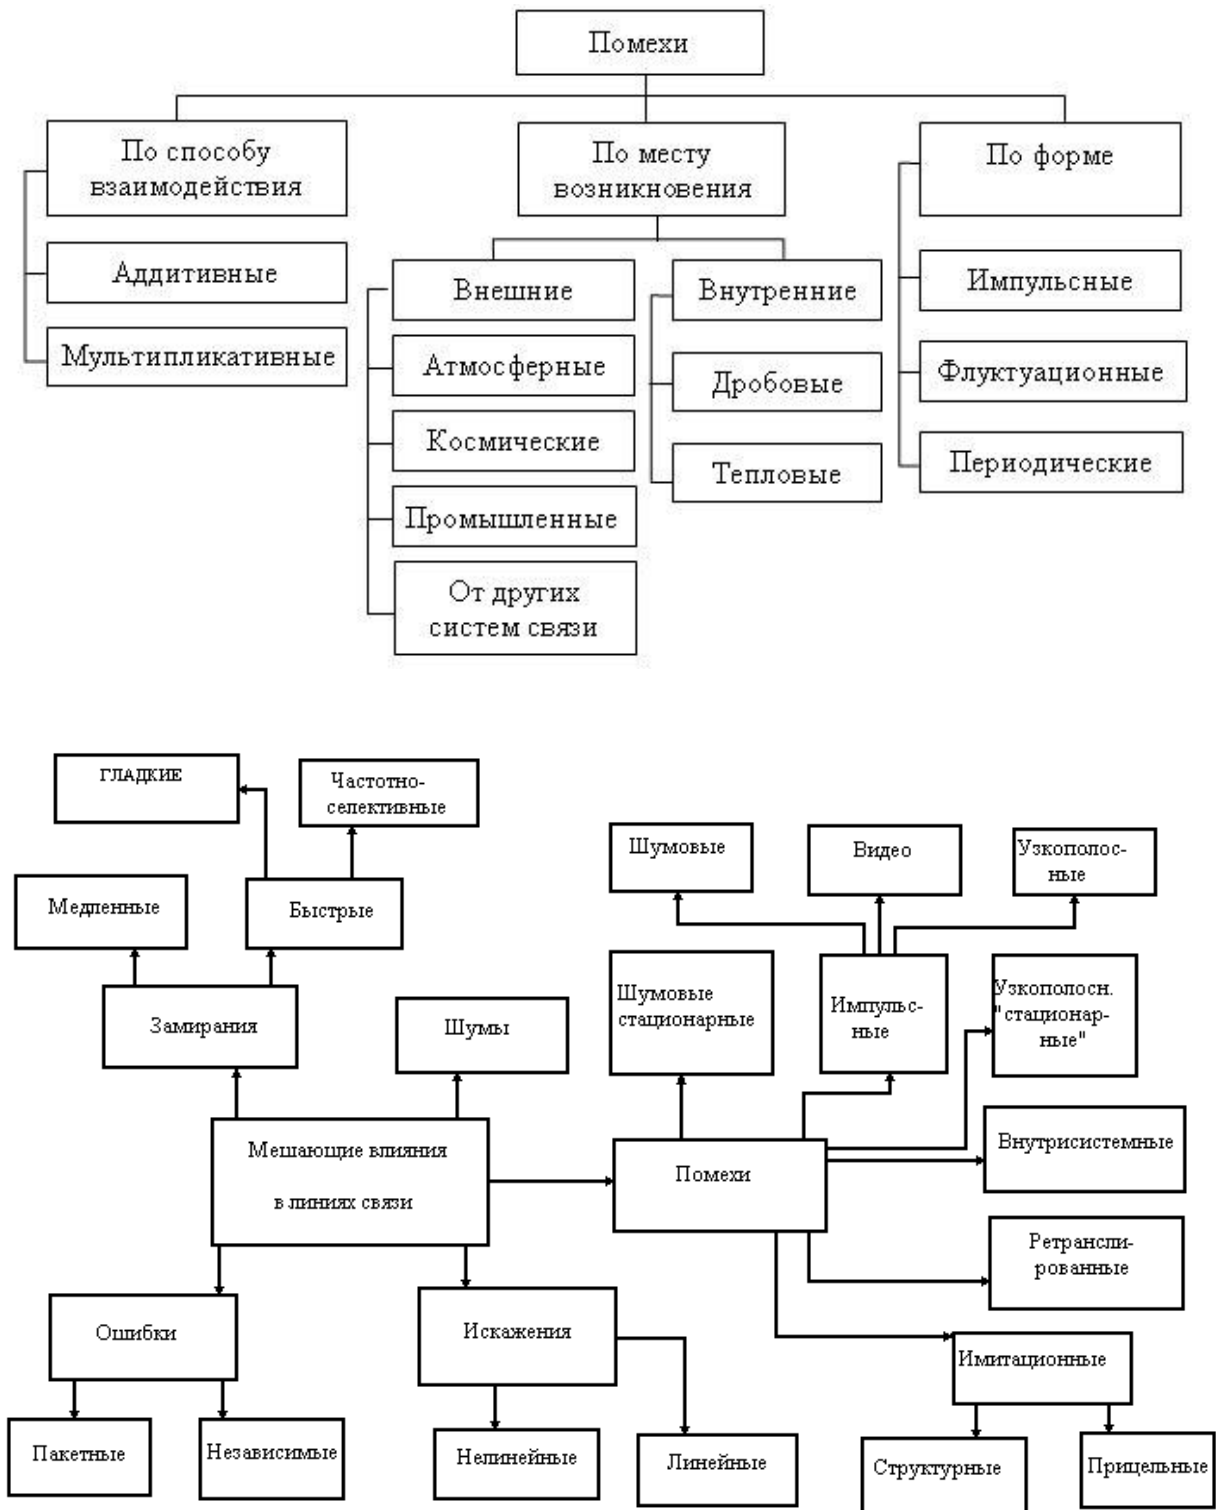 Помехи
По способу
взаимодействия
По месту
возникновения
По форме
Аддитивные
Мультипликативные
Внешние
Атмосферные
Космические
Промышленные
От других
систем связи
Внутренние
Дробовые
Тепловые
Импульсные
Флуктуационные
Периодические
ГЛАДКИЕ
Частотно-
селективные
Медленные
Быстрые
Замирания
Шумы
Шумовые
Видео
Узкополос-
ные
Шумовые
стационарные
Импульс-
ные
Узкополосн.
"стационар-
ные"
Мешающие влияния
в линиях связи
Помехи
Внутрисистемные
Ретрансли-
рованные
Ошибки
Искажения
Имитационные
Пакетные
Независимые
Нелинейные
Линейные
Структурные
Прицельные